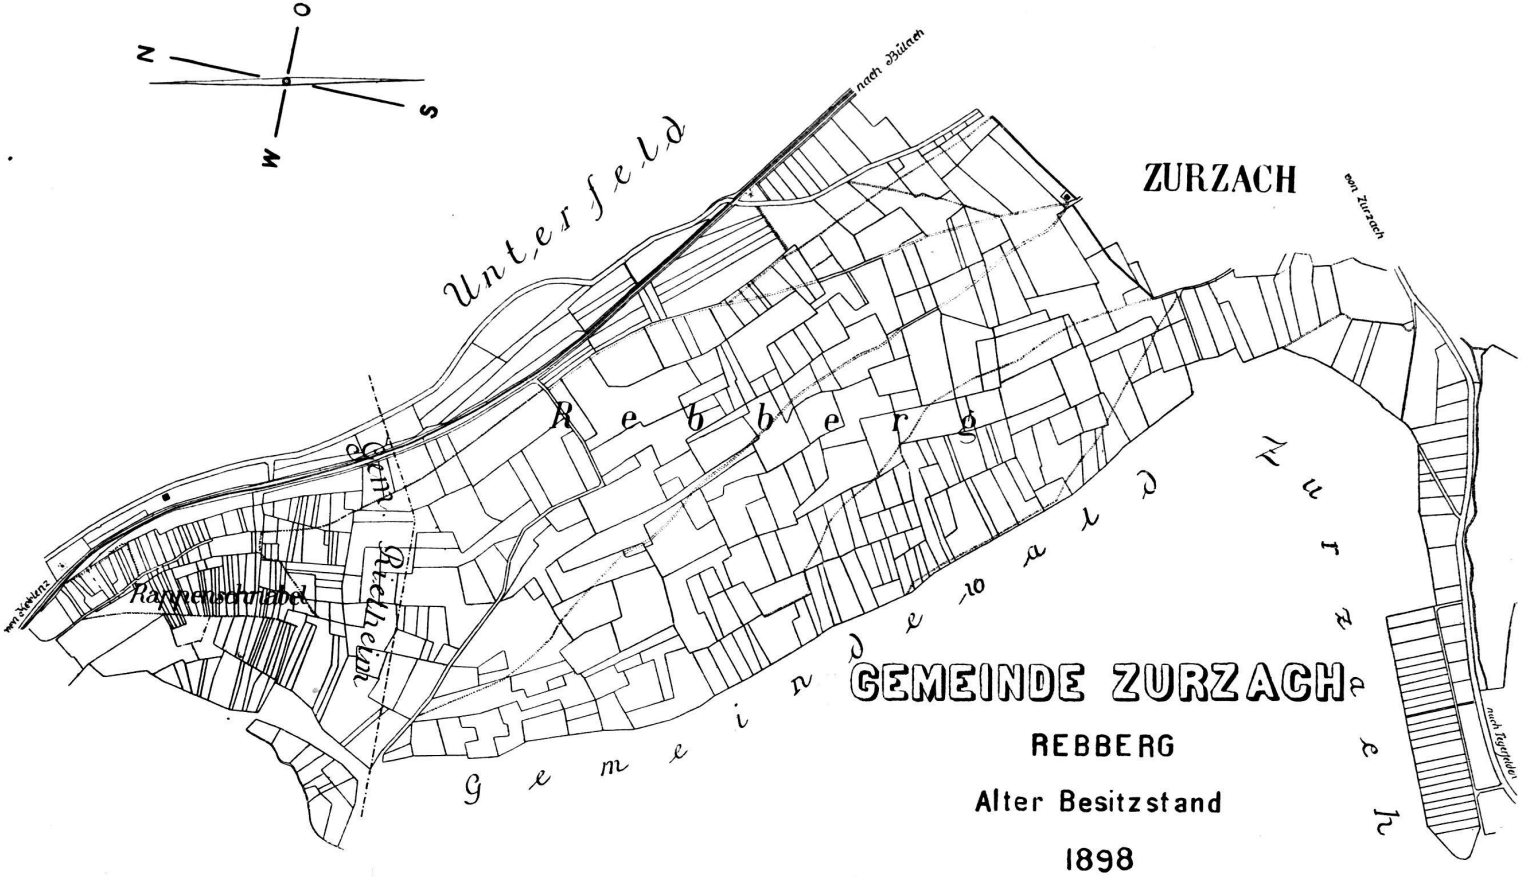 O
N
S
W
nach Bülach
Unterfeld
ZURZACH
von Zurzach
Rebberg
Gem. Rietheim
von Koblenz
Rappenschnabel
Gemeindewald Zurzach
nach Tegerfelden
GEMEINDE ZURZACH
REBBERG
Alter Besitzstand
1898